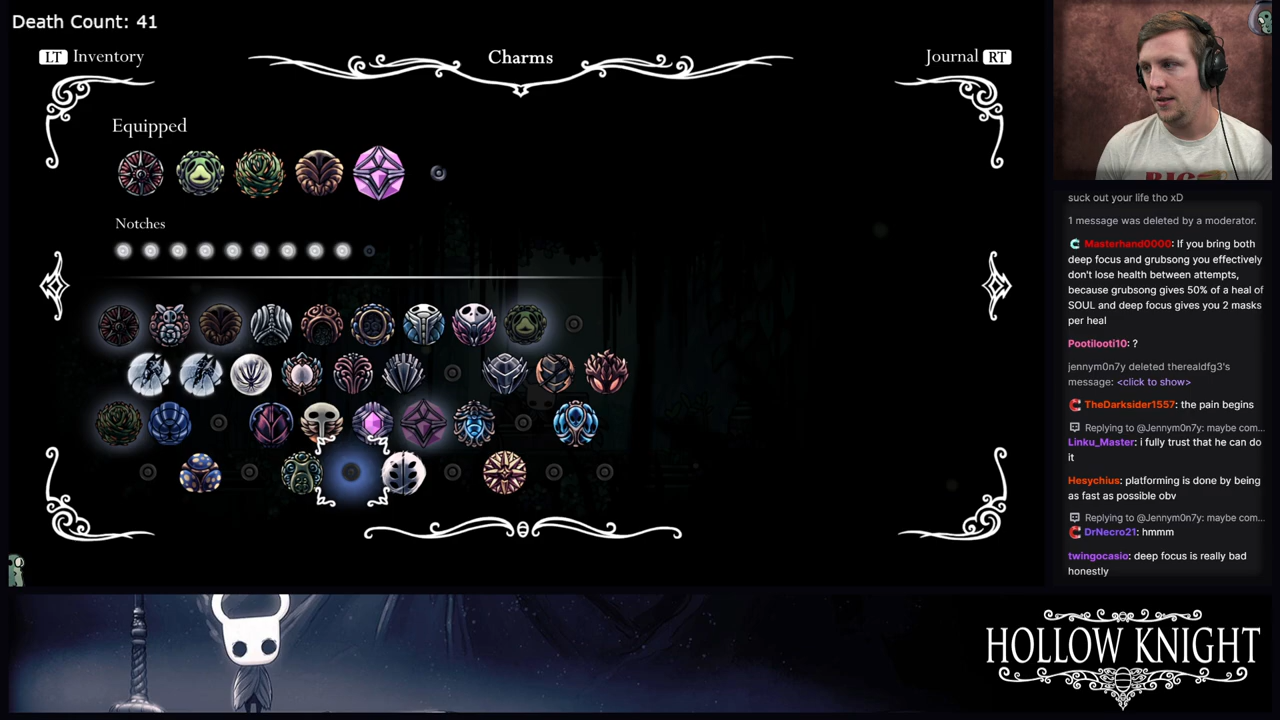 Death Count: 41
LT Inventory
Charms
Journal RT
Equipped
Notches
suck out your life tho xD
1 message was deleted by a moderator.
Masterhand0000: If you bring both
deep focus and grubsong you effectively
don't lose health between attempts,
because grubsong gives 50% of a heal of
SOUL and deep focus gives you 2 masks
per heal
Pootilooti10: ?
jennym0n7y deleted therealdfg3's
message: <click to show>
TheDarksider1557: the pain begins
Replying to @Jennym0n7y: maybe com...
Linku_Master: i fully trust that he can do
it
Hesychius: platforming is done by being
as fast as possible obv
Replying to @Jennym0n7y: maybe com...
DrNecro21: hmmm
twingocasio: deep focus is really bad
honestly
HOLLOW KNIGHT